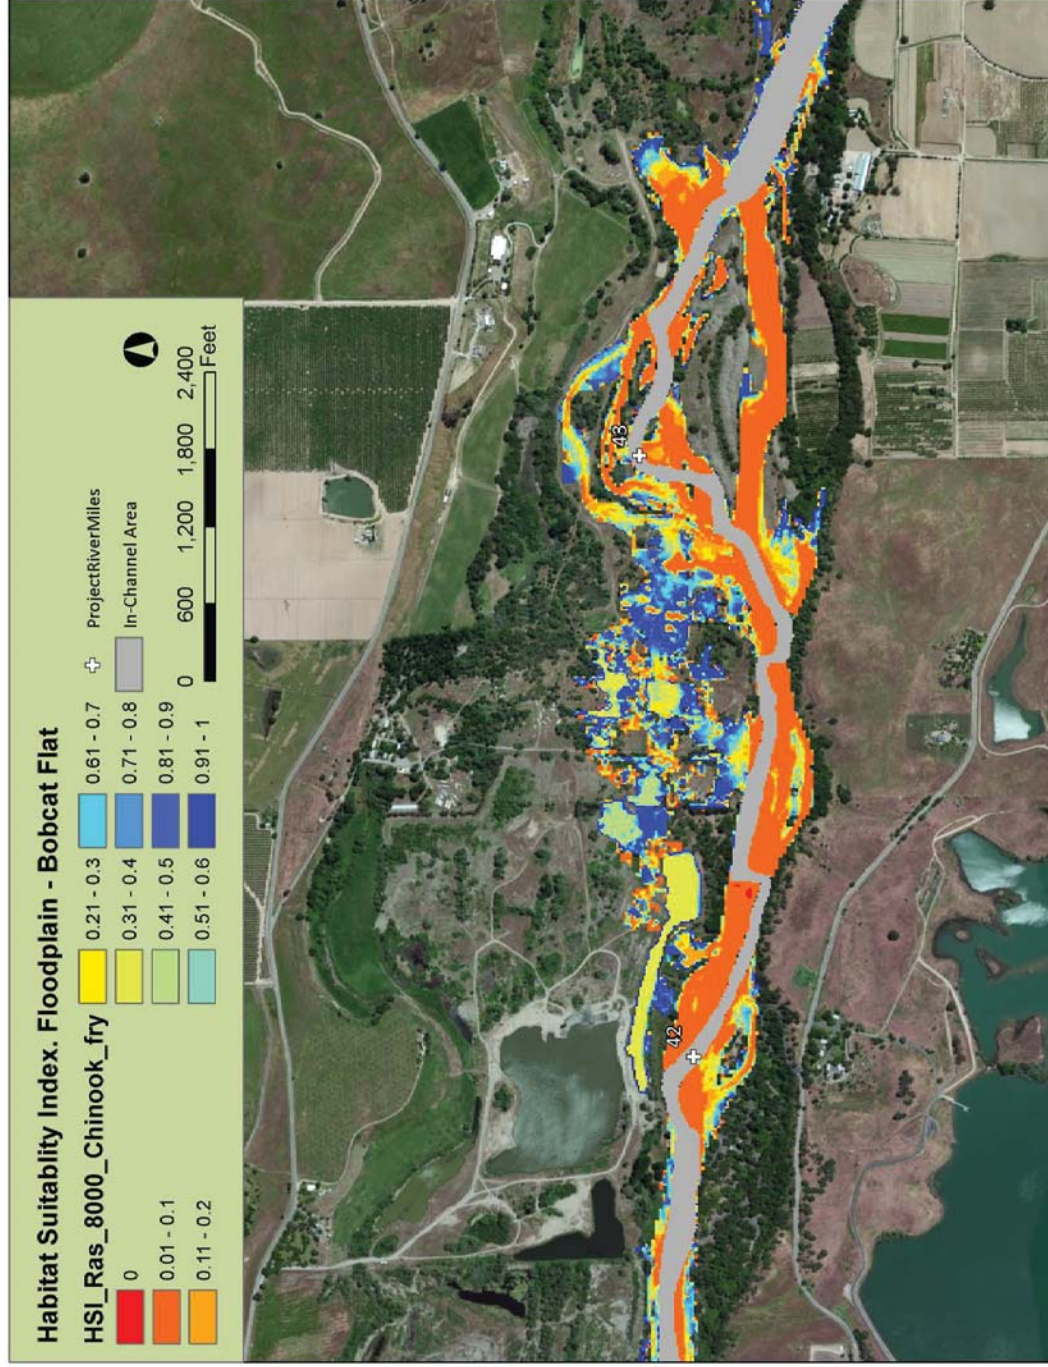 Habitat Suitablity Index. Floodplain - Bobcat Flat
HSI_Ras_8000_Chinook_fry
0
0.01 - 0.1
0.11 - 0.2
0.21 - 0.3
0.31 - 0.4
0.41 - 0.5
0.51 - 0.6
0.61 - 0.7
0.71 - 0.8
0.81 - 0.9
0.91 - 1
ProjectRiverMiles
In-Channel Area
0 600 1,200 1,800 2,400
Feet
42
43